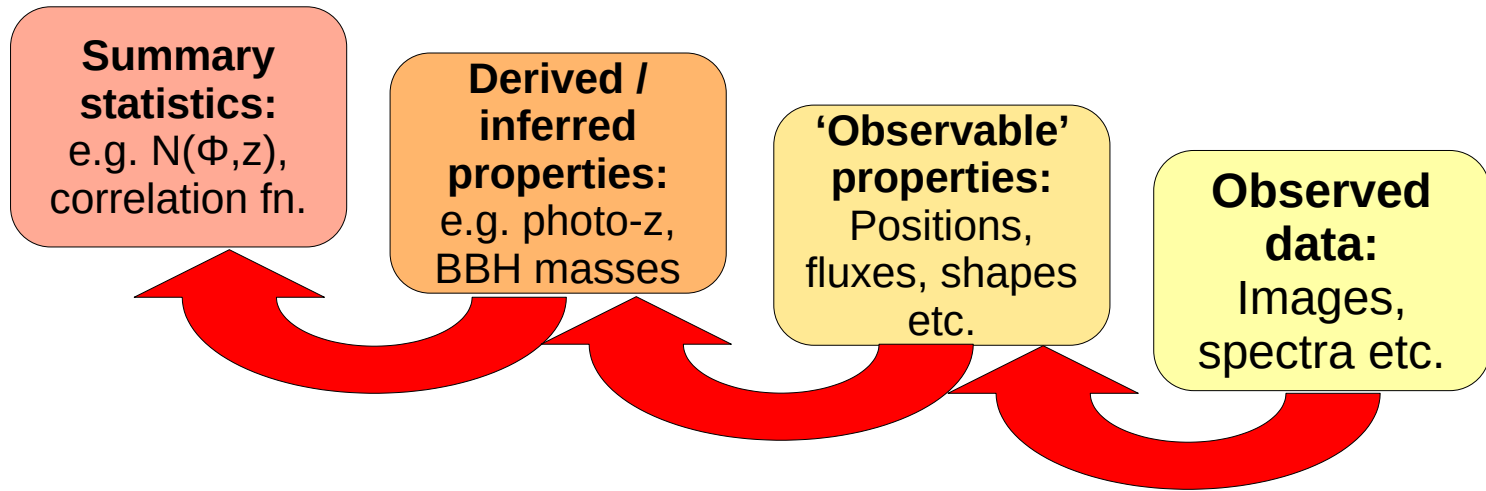 Summary
statistics:
e.g. N(Φ,z),
correlation fn.
Derived /
inferred
properties:
e.g. photo-z,
BBH masses
‘Observable’
properties:
Positions,
fluxes, shapes
etc.
Observed
data:
Images,
spectra etc.